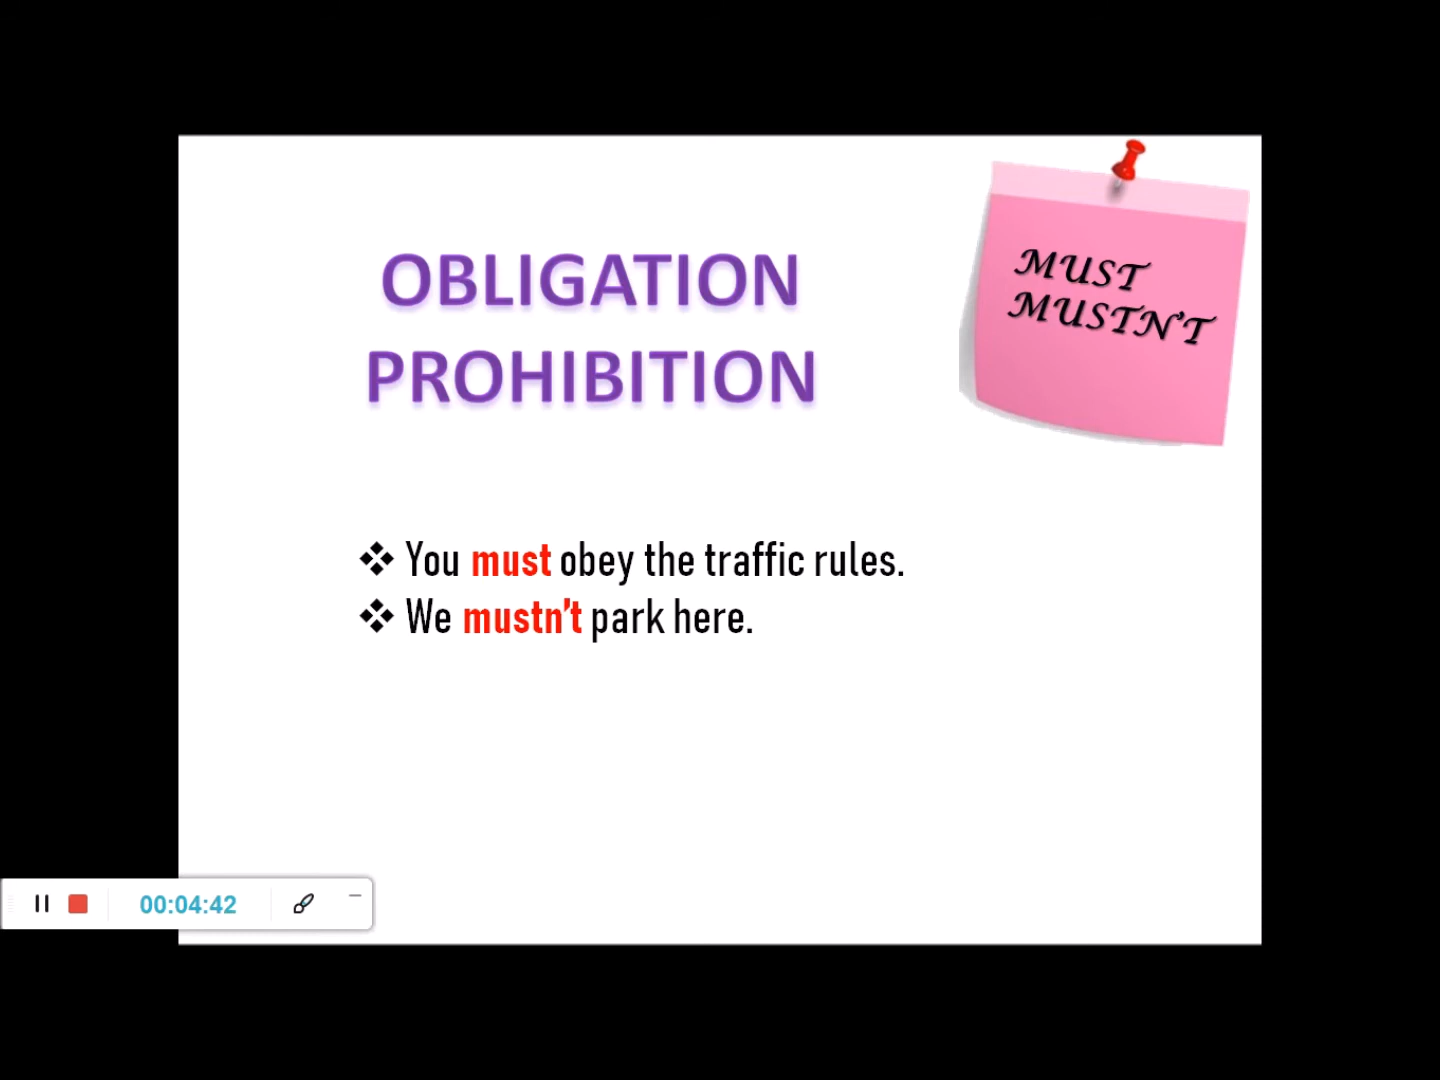 OBLIGATION
PROHIBITION
MUST
MUSTN'T
❖ You must obey the traffic rules.
❖ We mustn't park here.
00:04:42